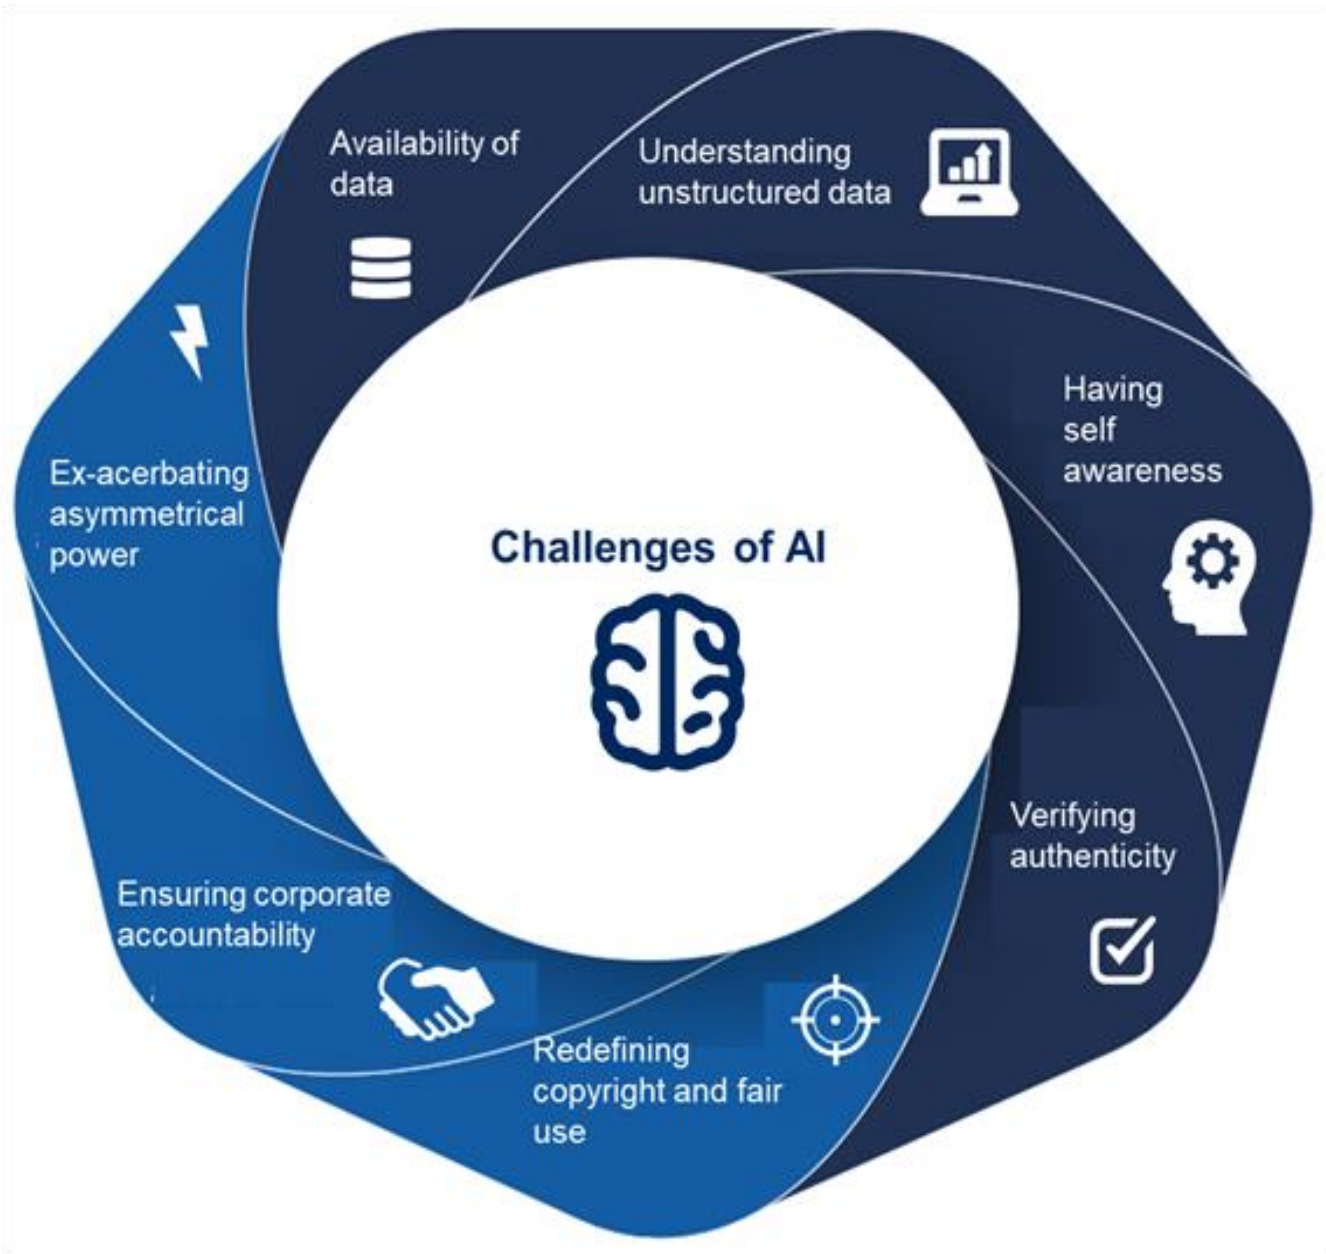 Availability of
data
Understanding
unstructured data
Having
self
awareness
Verifying
authenticity
Redefining
copyright and fair
use
Ensuring corporate
accountability
Ex-acerbating
asymmetrical
power
Challenges of AI